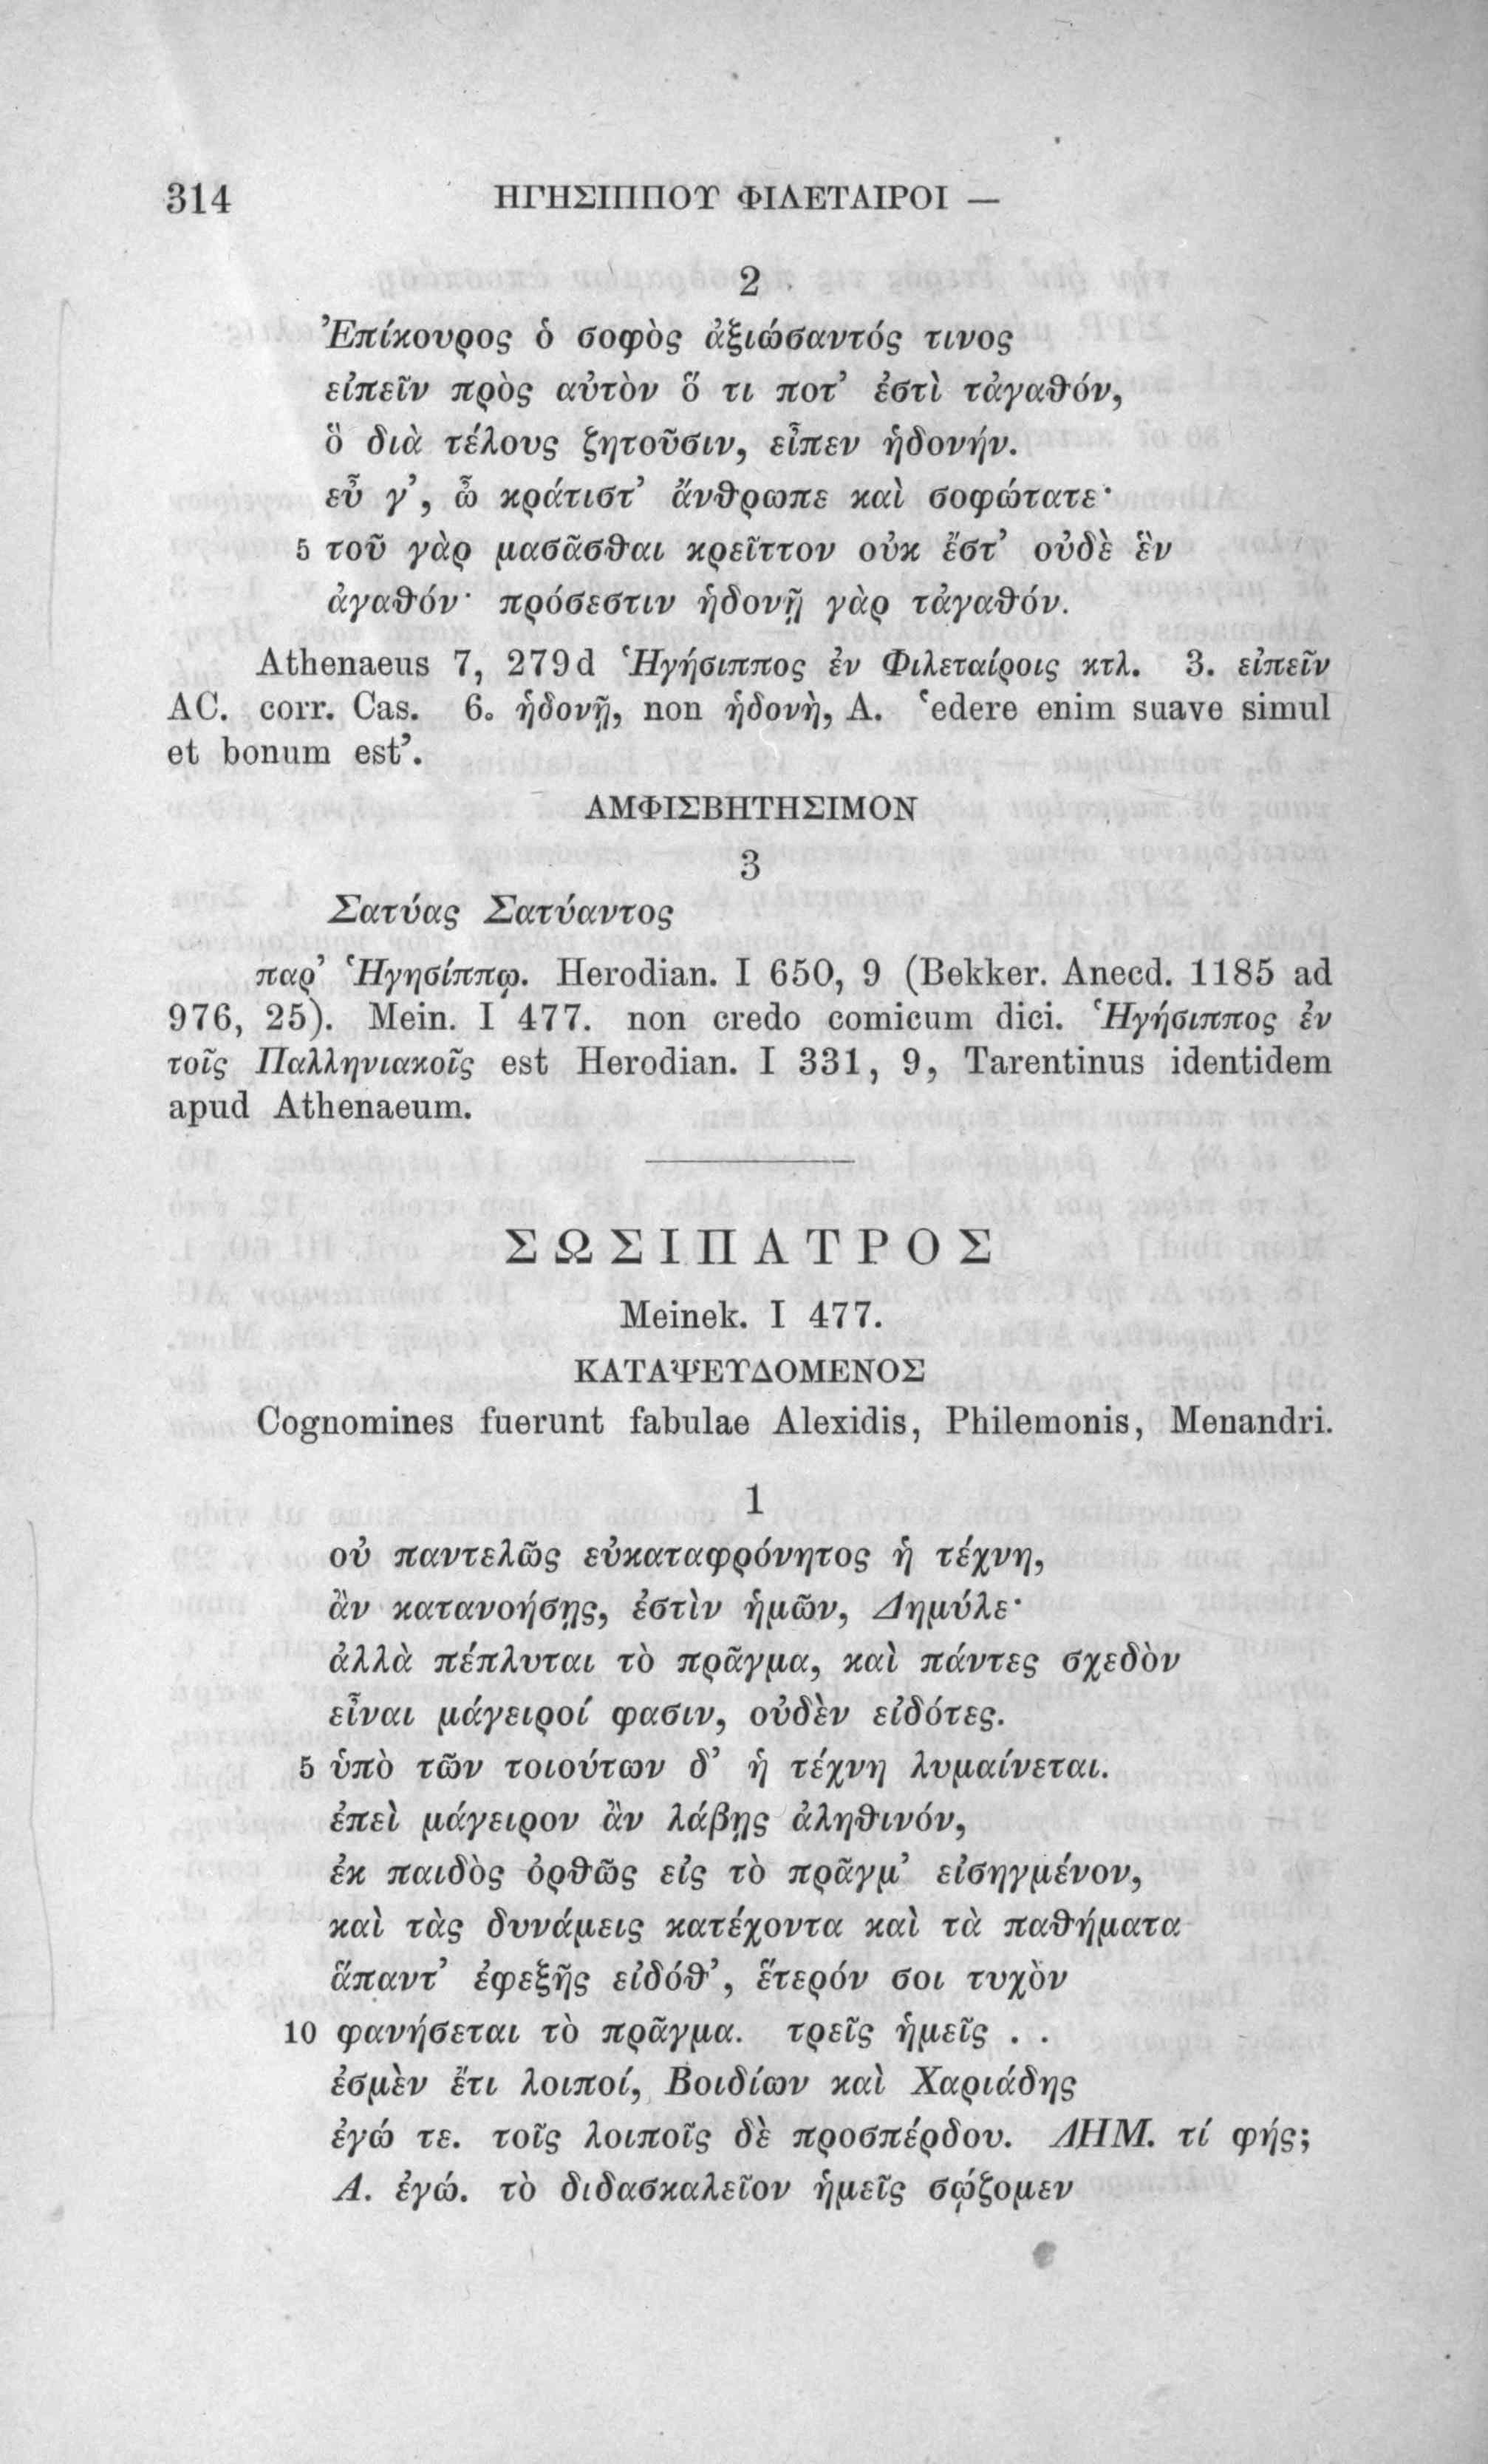 314 ΗΓΗΣΙΠΠΟΥ ΦΙΛΕΤΑΙΡΟΙ —
2
Ἐπίκουρος ὁ σοφὸς ἀξιώσαντός τινος
εἰπεῖν πρὸς αὐτὸν ὅ τι ποτ’ ἐστὶ τἀγαθόν,
ὃ διὰ τέλους ζητοῦσιν, εἶπεν ἡδονήν.
εὖ γ’, ὦ κράτιστ’ ἄνθρωπε καὶ σοφώτατε·
5 τοῦ γὰρ μασᾶσθαι κρεῖττον οὐκ ἔστ’ οὐδὲ ἓν
ἀγαθόν· πρόσεστιν ἡδονῇ γὰρ τἀγαθόν.
Athenaeus 7, 279d Ἡγήσιππος ἐν Φιλεταίροις κτλ. 3. εἰπεῖν
AC. corr. Cas. 6. ἡδονῇ, non ἡδονὴ, A. ‘edere enim suave simul
et bonum est’.
ΑΜΦΙΣΒΗΤΗΣΙΜΟΝ
3
Σατύας Σατύαντος
παρ’ Ἡγησίππῳ. Herodian. I 650, 9 (Bekker. Anecd. 1185 ad
976, 25). Mein. I 477. non credo comicum dici. Ἡγήσιππος ἐν
τοῖς Παλληνιακοῖς est Herodian. I 331, 9, Tarentinus identidem
apud Athenaeum.
ΣΩΣΙΠΑΤΡΟΣ
Meinek. I 477.
ΚΑΤΑΨΕΥΔΟΜΕΝΟΣ
Cognomines fuerunt fabulae Alexidis, Philemonis, Menandri.
1
οὐ παντελῶς εὐκαταφρόνητος ἡ τέχνη,
ἂν κατανοήσῃς, ἐστὶν ἡμῶν, Δημύλε·
ἀλλὰ πέπλυται τὸ πρᾶγμα, καὶ πάντες σχεδὸν
εἶναι μάγειροί φασιν, οὐδὲν εἰδότες.
5 ὑπὸ τῶν τοιούτων δ’ ἡ τέχνη λυμαίνεται.
ἐπεὶ μάγειρον ἂν λάβῃς ἀληθινόν,
ἐκ παιδὸς ὀρθῶς εἰς τὸ πρᾶγμ’ εἰσηγμένον,
καὶ τὰς δυνάμεις κατέχοντα καὶ τὰ παθήματα
ἅπαντ’ ἐφεξῆς εἰδόθ’, ἕτερόν σοι τυχὸν
10 φανήσεται τὸ πρᾶγμα. τρεῖς ἡμεῖς . .
ἐσμὲν ἔτι λοιποί, Βοιδίων καὶ Χαριάδης
ἐγώ τε. τοῖς λοιποῖς δὲ προσπέρδου. ΔΗΜ. τί φής;
Α. ἐγώ. τὸ διδασκαλεῖον ἡμεῖς σῴζομεν